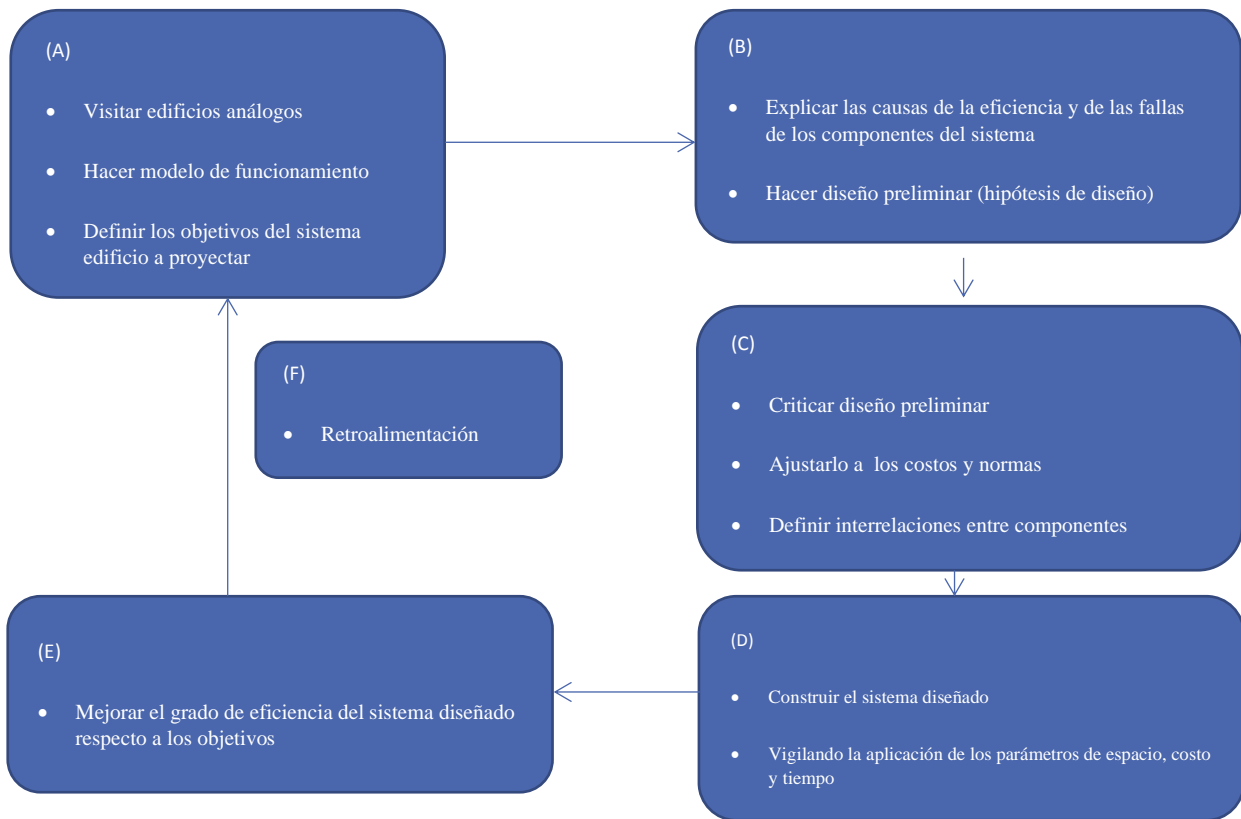 (A)
• Visitar edificios análogos
• Hacer modelo de funcionamiento
• Definir los objetivos del sistema
edificio a proyectar
(B)
• Explicar las causas de la eficiencia y de las fallas
de los componentes del sistema
• Hacer diseño preliminar (hipótesis de diseño)
(F)
• Retroalimentación
(C)
• Criticar diseño preliminar
• Ajustarlo a los costos y normas
• Definir interrelaciones entre componentes
(E)
• Mejorar el grado de eficiencia del sistema diseñado
respecto a los objetivos
(D)
• Construir el sistema diseñado
• Vigilando la aplicación de los parámetros de espacio, costo
y tiempo